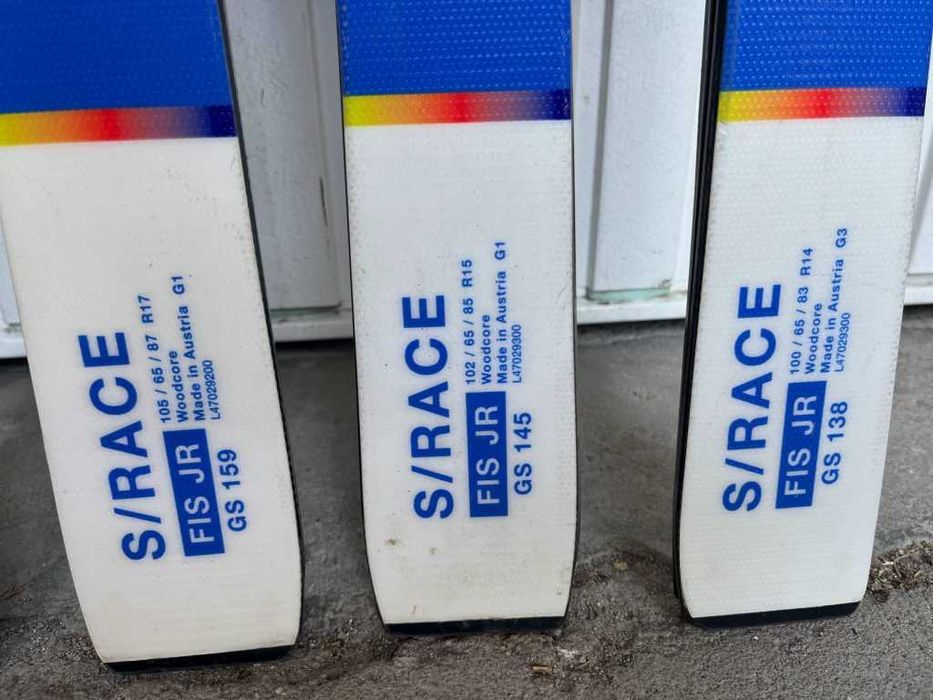 S/RACE
FIS JR
GS 159
105 / 65 / 87 R17
Woodcore
Made in Austria G1
L47029200
S/RACE
FIS JR
GS 145
102 / 65 / 85 R15
Woodcore
Made in Austria G1
L47029300
S/RACE
FIS JR
GS 138
100 / 65 / 83 R14
Woodcore
Made in Austria G3
L47029300